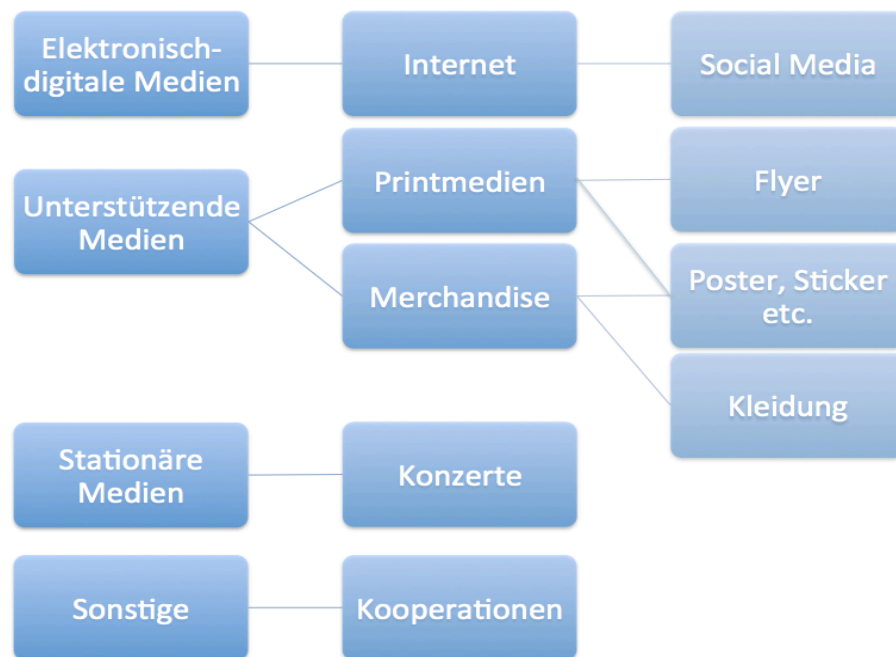 Elektronisch-
digitale Medien
Internet
Social Media
Unterstützende
Medien
Printmedien
Flyer
Merchandise
Poster, Sticker
etc.
Kleidung
Stationäre
Medien
Konzerte
Sonstige
Kooperationen